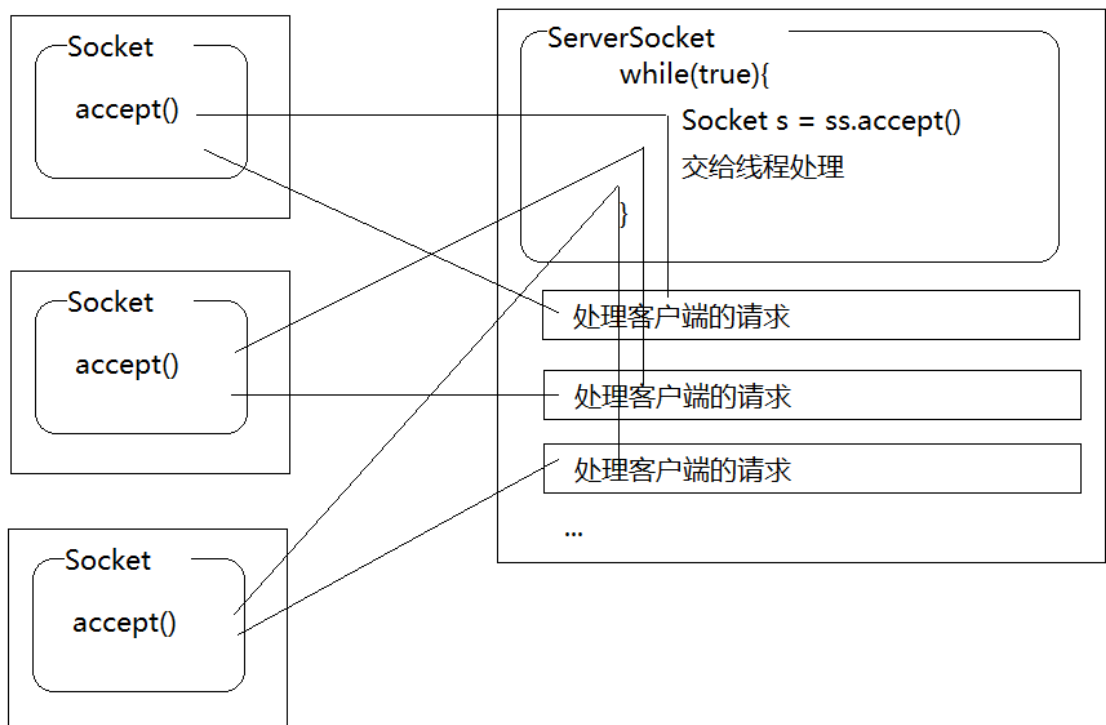 Socket
accept()
Socket
accept()
Socket
accept()
ServerSocket
while(true){
Socket s = ss.accept()
交给线程处理
}
处理客户端的请求
处理客户端的请求
处理客户端的请求
...